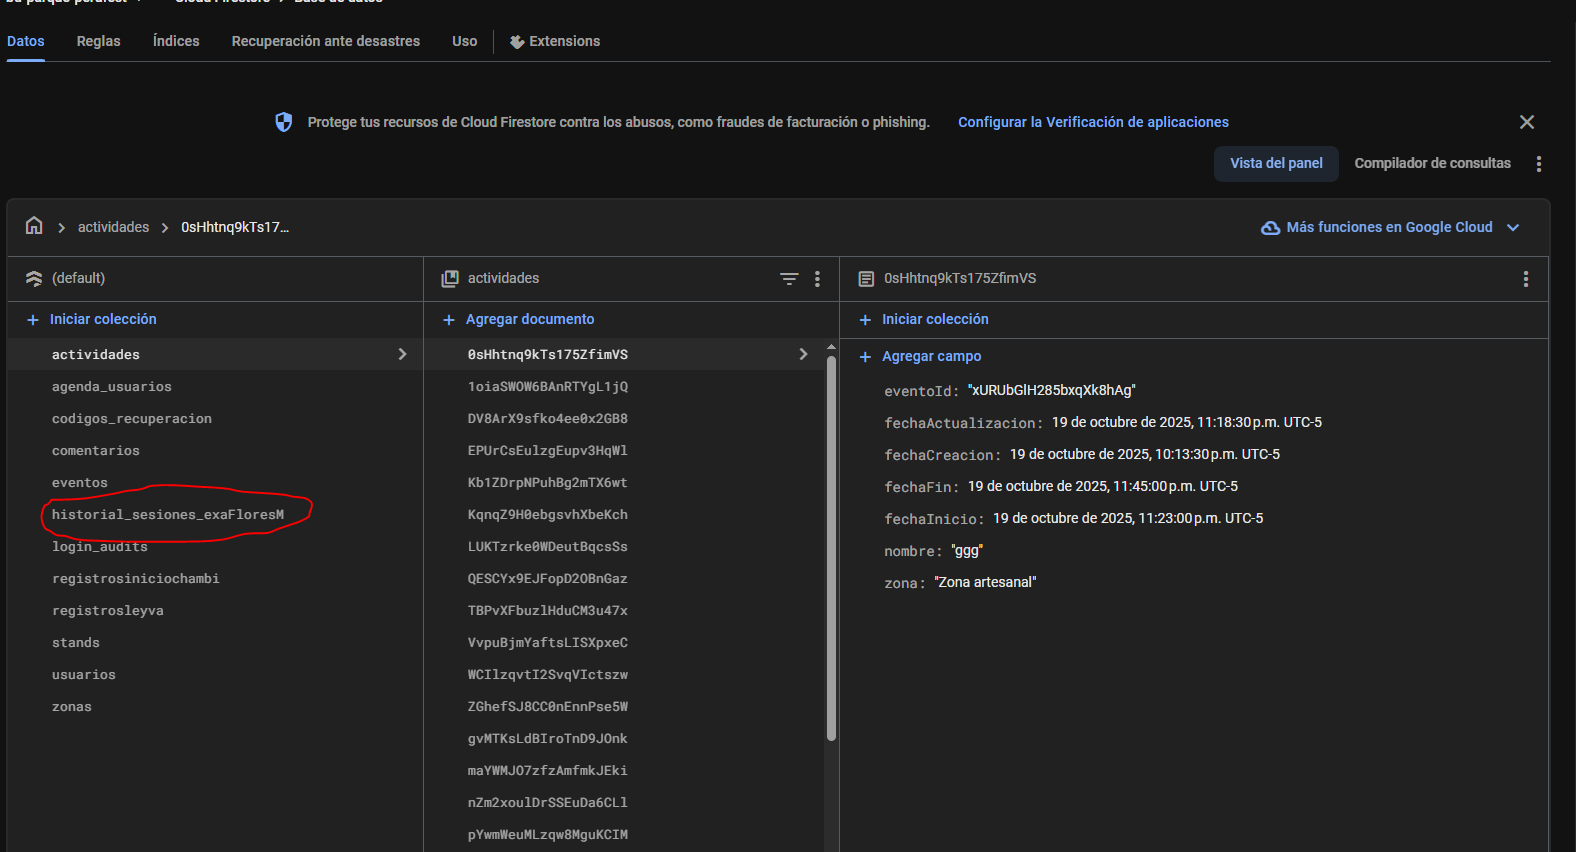 Datos Reglas Índices Recuperación ante desastres Uso Extensions
Protege tus recursos de Cloud Firestore contra los abusos, como fraudes de facturación o phishing. Configurar la Verificación de aplicaciones
Vista del panel Compilador de consultas
actividades 0sHhtnq9kTs17...
Más funciones en Google Cloud
(default)
Iniciar colección
actividades
agenda_usuarios
codigos_recuperacion
comentarios
eventos
historial_sesiones_exaFloresM
login_audits
registrosiniciochambi
registrosleyva
stands
usuarios
zonas
actividades
Agregar documento
0sHhtnq9kTs175ZfimVS
1oiaSWOW6BAnRTYgL1jQ
DV8ArX9sfko4ee0x2GB8
EPUrCsEulzgEupv3HqWl
Kb1ZDrpNPuhBg2mTX6wt
KqnqZ9H0ebgsvhXbeKch
LUKTzrke0WDeutBqcsSs
QESCYx9EJFopD2OBnGaz
TBPvXFbuzlHduCM3u47x
VvpuBjmYaftsLISXpxeC
WCIlzqvtI2SvqVIctszw
ZGhefSJ8CC0nEnnPse5W
gvMTKsLdBIroTnD9JOnk
maYWMJO7zfzAmfmkJEki
nZm2xoulDrSSEuDa6CLl
pYwmWeuMLzqw8MguKCIM
0sHhtnq9kTs175ZfimVS
Iniciar colección
Agregar campo
eventoId: "xURUbGlH285bxqXk8hAg"
fechaActualizacion: 19 de octubre de 2025, 11:18:30 p.m. UTC-5
fechaCreacion: 19 de octubre de 2025, 10:13:30 p.m. UTC-5
fechaFin: 19 de octubre de 2025, 11:45:00 p.m. UTC-5
fechaInicio: 19 de octubre de 2025, 11:23:00 p.m. UTC-5
nombre: "ggg"
zona: "Zona artesanal"